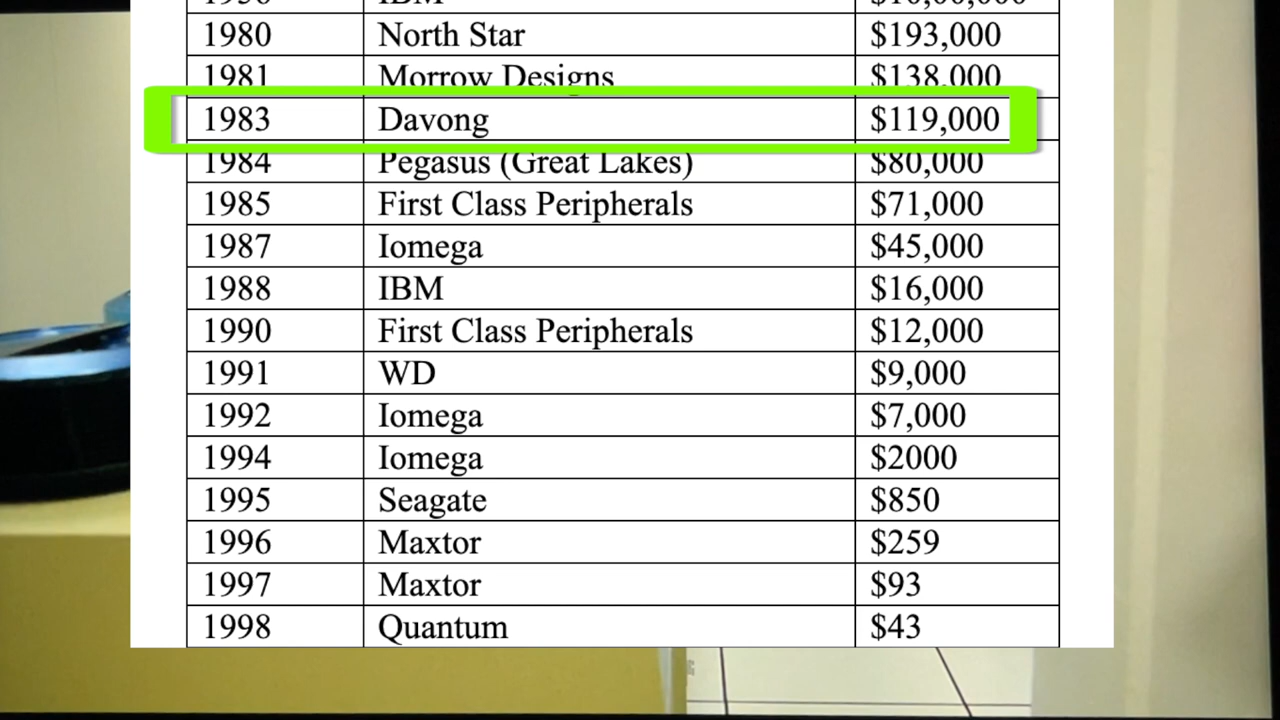 1980 North Star $193,000
1981 Morrow Designs $138,000
1983 Davong $119,000
1984 Pegasus (Great Lakes) $80,000
1985 First Class Peripherals $71,000
1987 Iomega $45,000
1988 IBM $16,000
1990 First Class Peripherals $12,000
1991 WD $9,000
1992 Iomega $7,000
1994 Iomega $2000
1995 Seagate $850
1996 Maxtor $259
1997 Maxtor $93
1998 Quantum $43